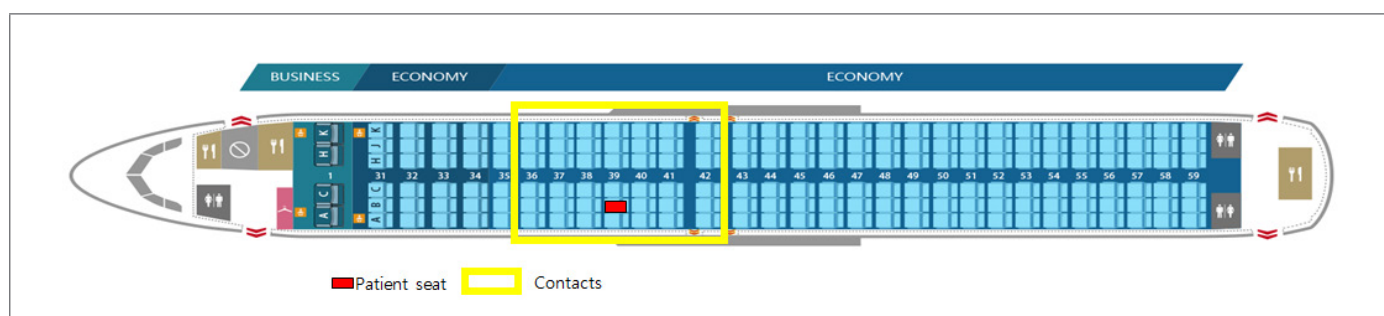 BUSINESS ECONOMY ECONOMY
K K
J
H H
1 31 32 33 34 35 36 37 38 39 40 41 42 43 44 45 46 47 48 49 50 51 52 53 54 55 56 57 58 59
C C
B
A A
Patient seat Contacts